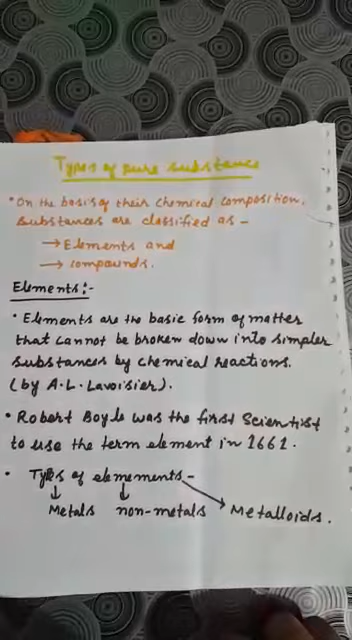 Types of pure substance
• On the basis of their chemical composition,
substances are classified as -
→ Elements and
→ compounds.
Elements:-
• Elements are the basic form of matter
that cannot be broken down into simpler
substances by chemical reactions.
(by A.L. Lavoisier).
• Robert Boyle was the first Scientist
to use the term element in 1661.
• Types of elemements -
Metals non-metals Metalloids.